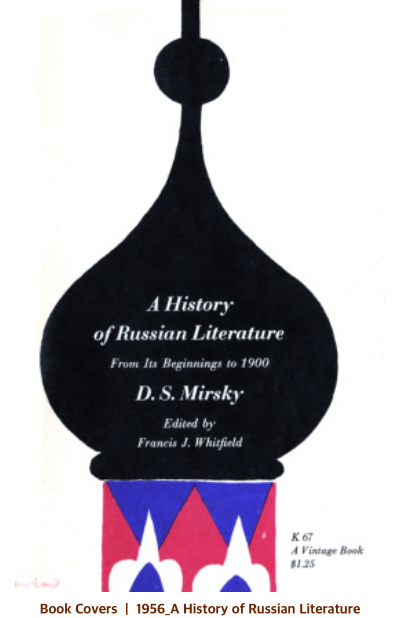 A History
of Russian Literature
From Its Beginnings to 1900
D. S. Mirsky
Edited by
Francis J. Whitfield
K 67
A Vintage Book
$1.25
Book Covers | 1956_A History of Russian Literature